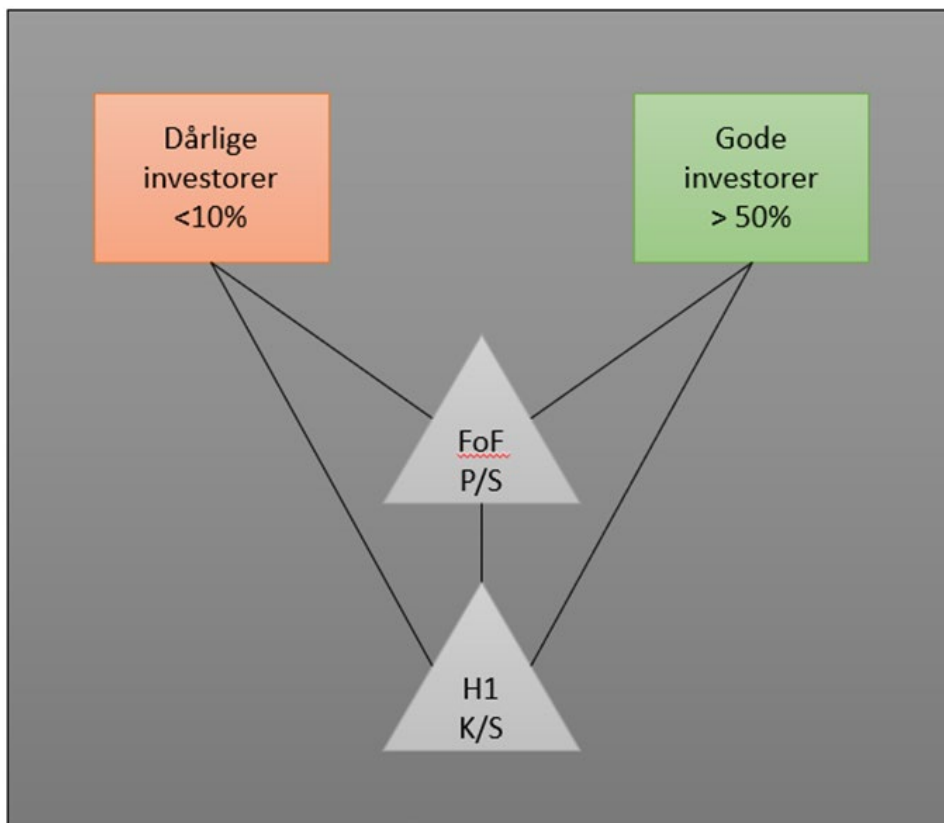 Dårlige
investorer
<10%
Gode
investorer
> 50%
FoF
P/S
H1
K/S